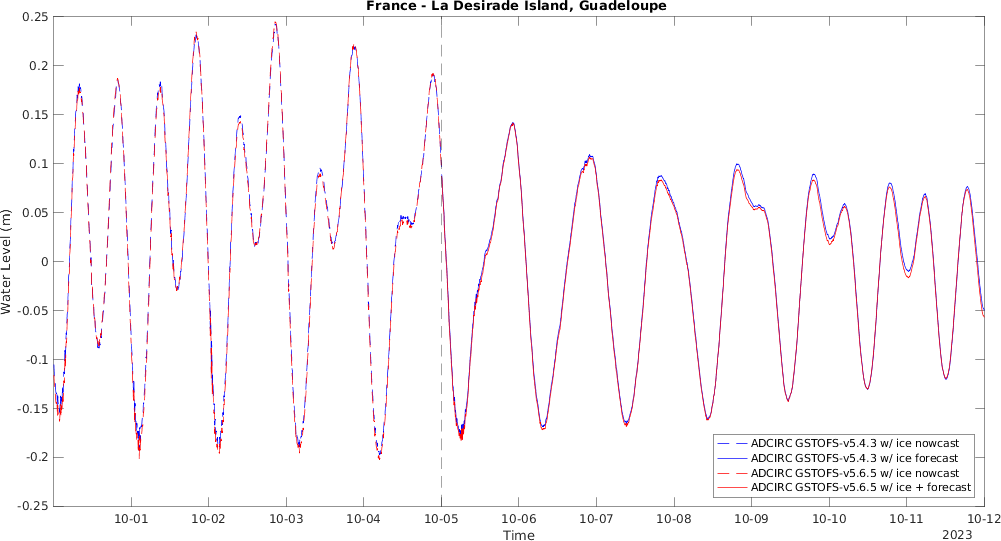 France - La Desirade Island, Guadeloupe
0.25
0.2
0.15
0.1
0.05
0
-0.05
-0.1
-0.15
-0.2
-0.25
Water Level (m)
ADCIRC GSTOFS-v5.4.3 w/ ice nowcast
ADCIRC GSTOFS-v5.4.3 w/ ice forecast
ADCIRC GSTOFS-v5.6.5 w/ ice nowcast
ADCIRC GSTOFS-v5.6.5 w/ ice + forecast
10-01 10-02 10-03 10-04 10-05 10-06 10-07 10-08 10-09 10-10 10-11 10-12
Time
2023